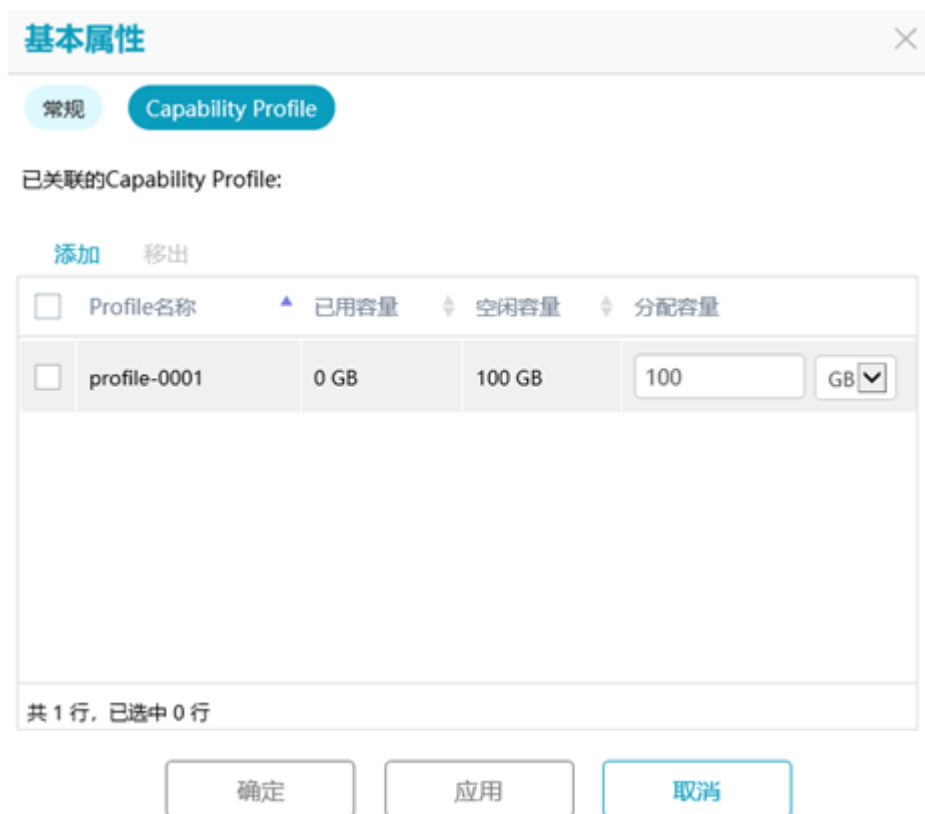 基本属性
常规 Capability Profile
已关联的Capability Profile:
添加 移出
Profile名称 已用容量 空闲容量 分配容量
profile-0001 0 GB 100 GB 100 GB
共 1 行，已选中 0 行
确定 应用 取消